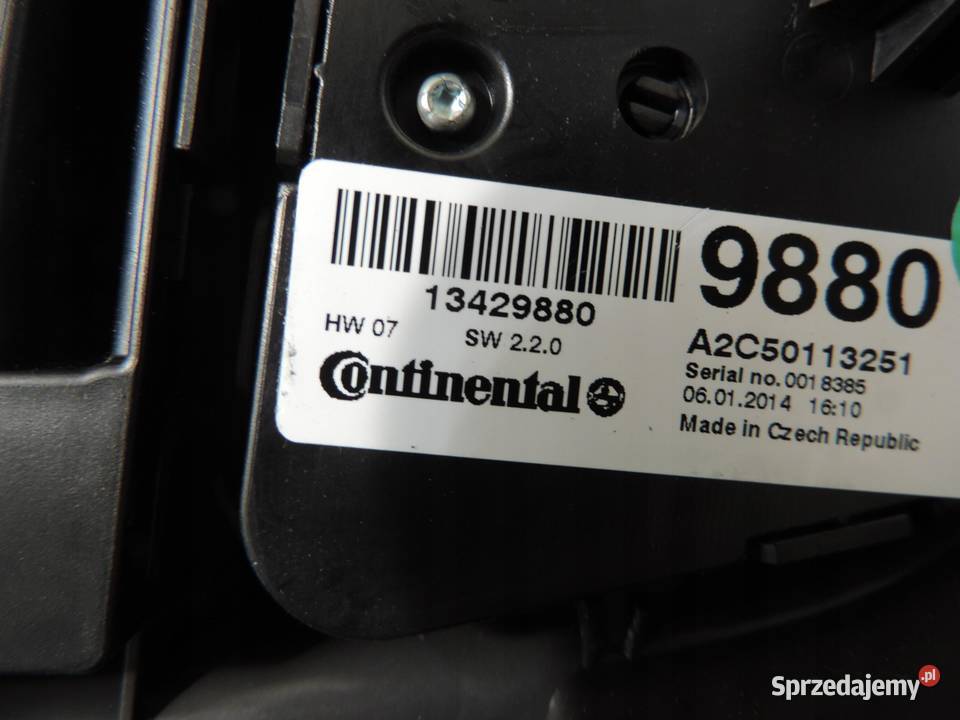 13429880
HW 07
SW 2.2.0
Continental
9880
A2C50113251
Serial no. 0018385
06.01.2014 16:10
Made in Czech Republic
Sprzedajemy.pl